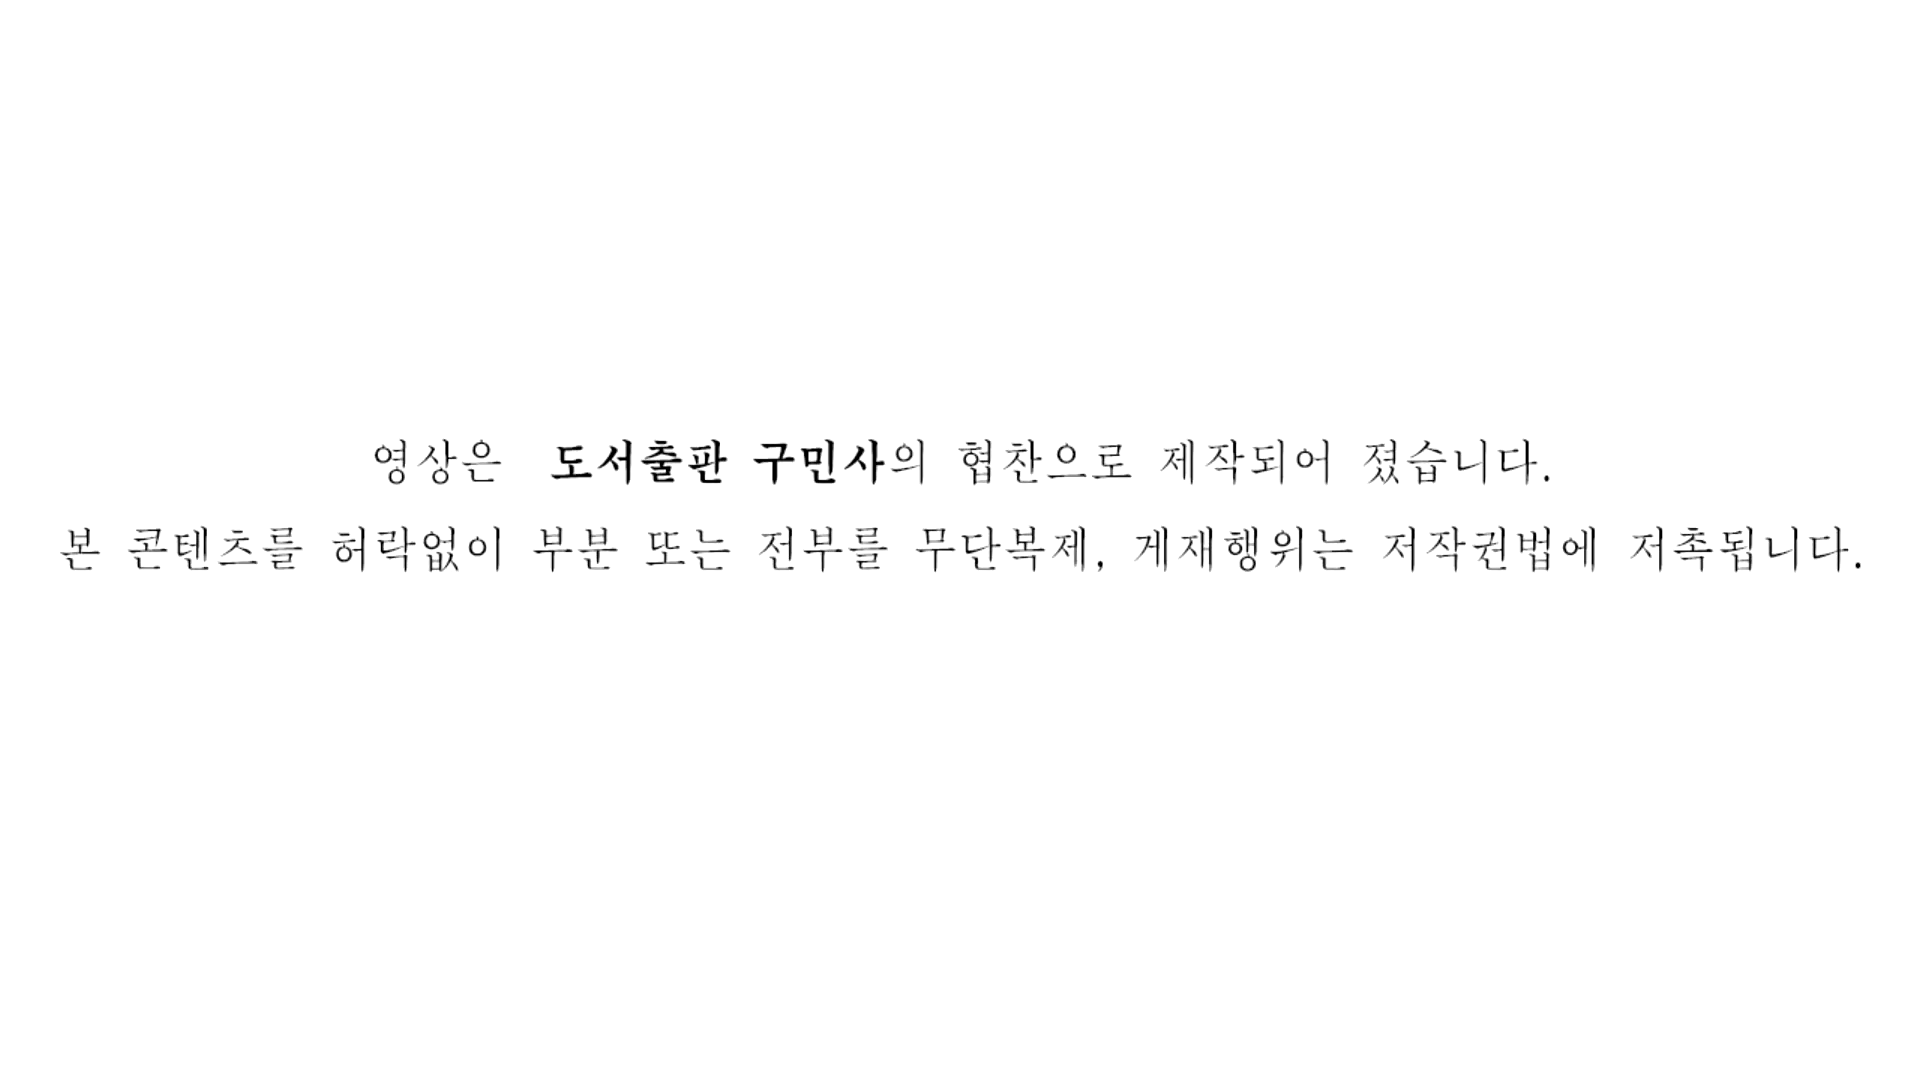 영상은 도서출판 구민사의 협찬으로 제작되어 졌습니다.
본 콘텐츠를 허락없이 부분 또는 전부를 무단복제, 게재행위는 저작권법에 저촉됩니다.